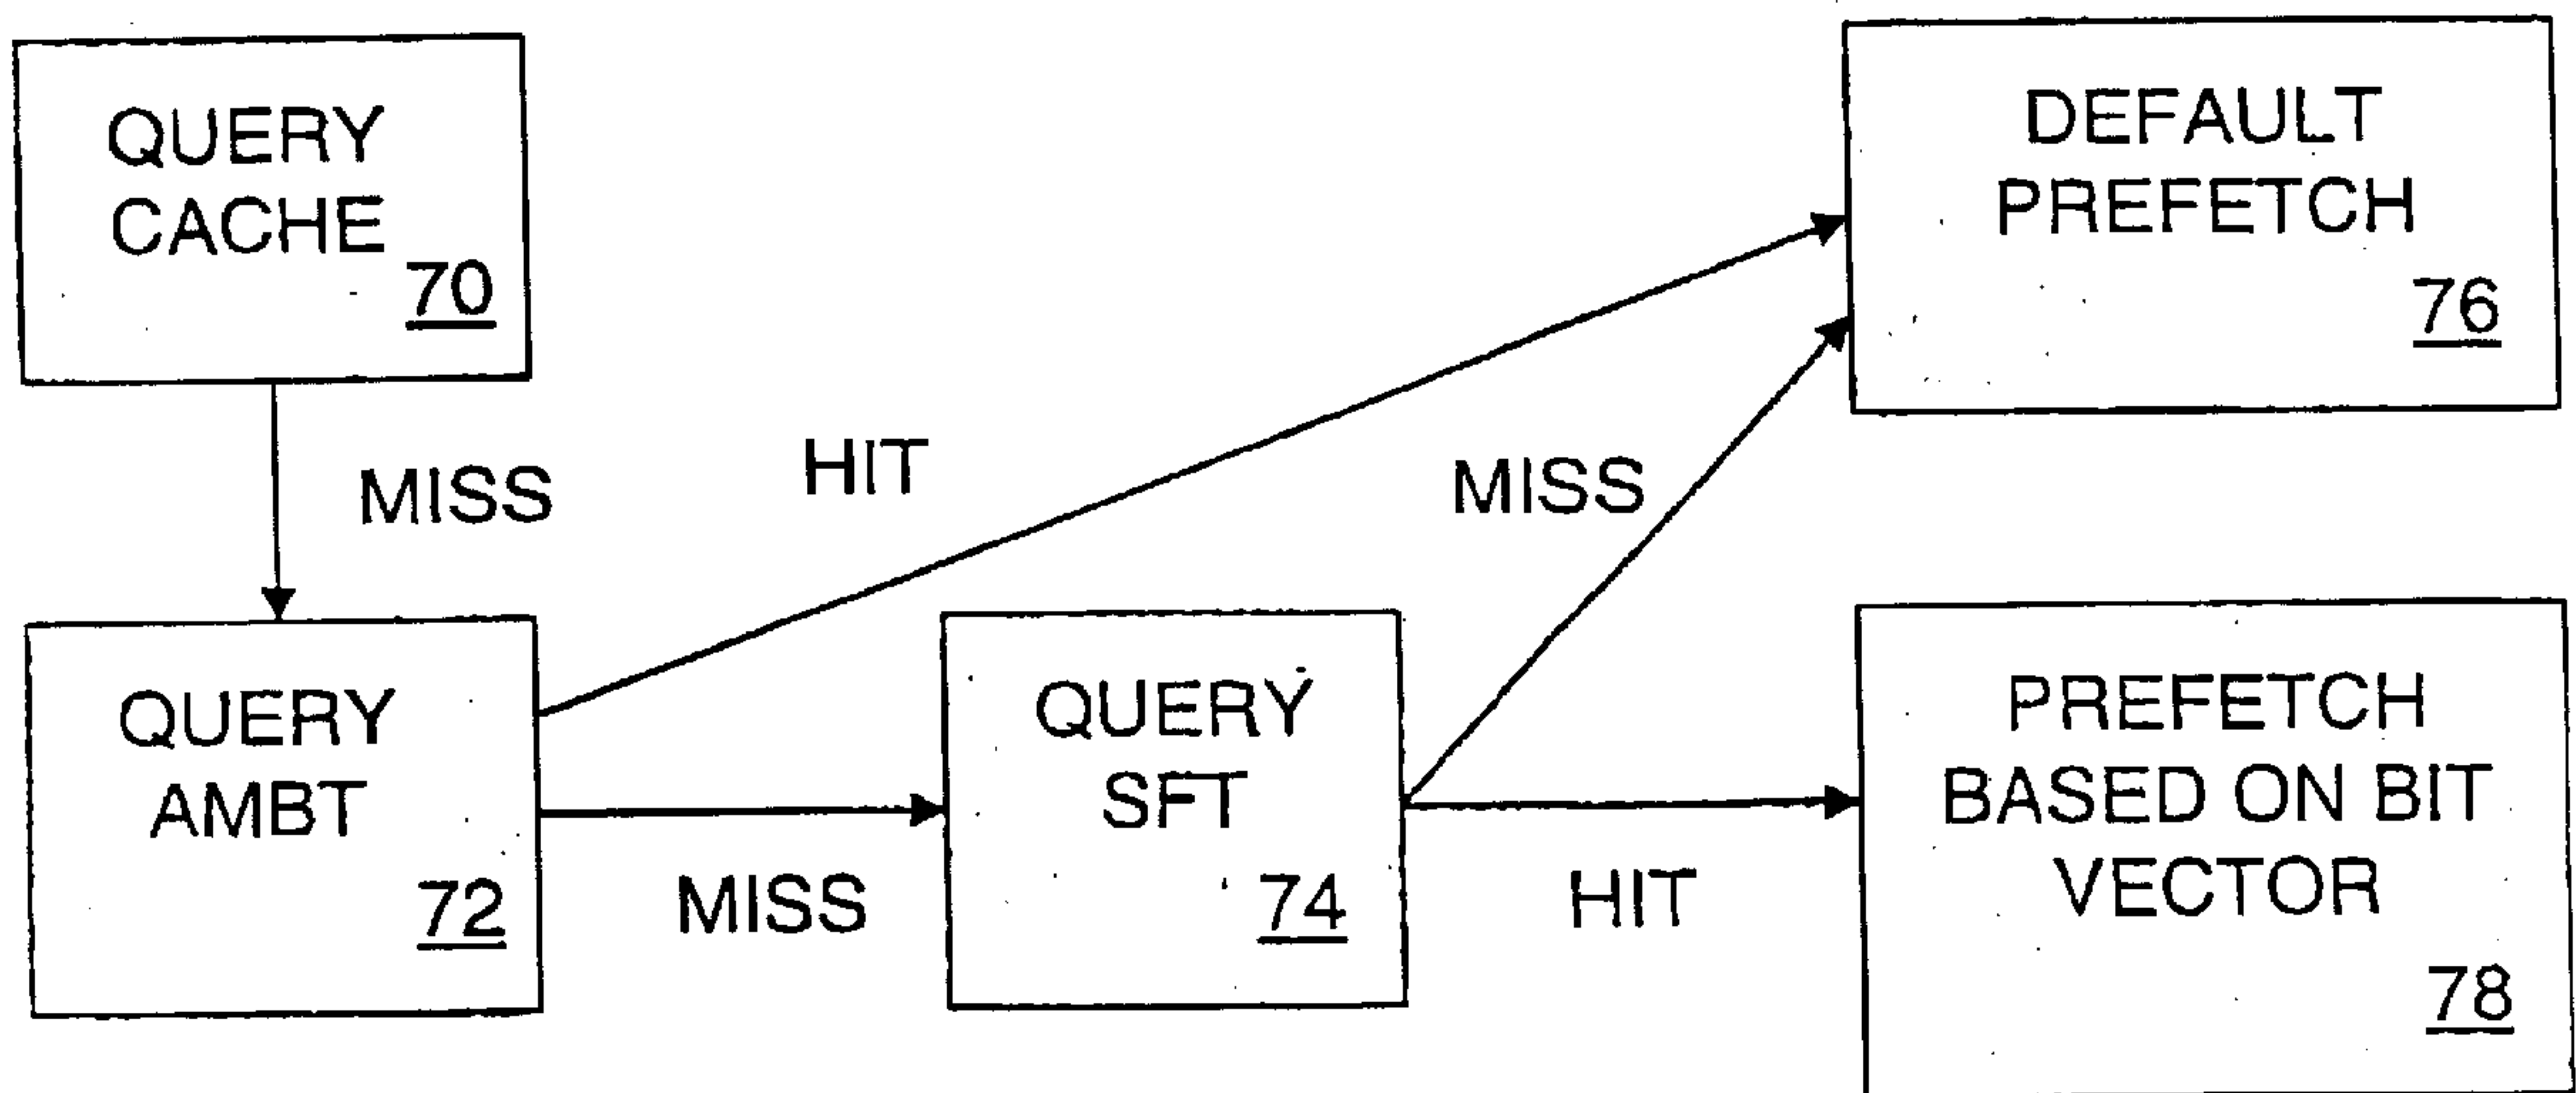 QUERY
CACHE
70
MISS
QUERY
AMBT
72
HIT
MISS
QUERY
SFT
74
MISS
HIT
DEFAULT
PREFETCH
76
PREFETCH
BASED ON BIT
VECTOR
78